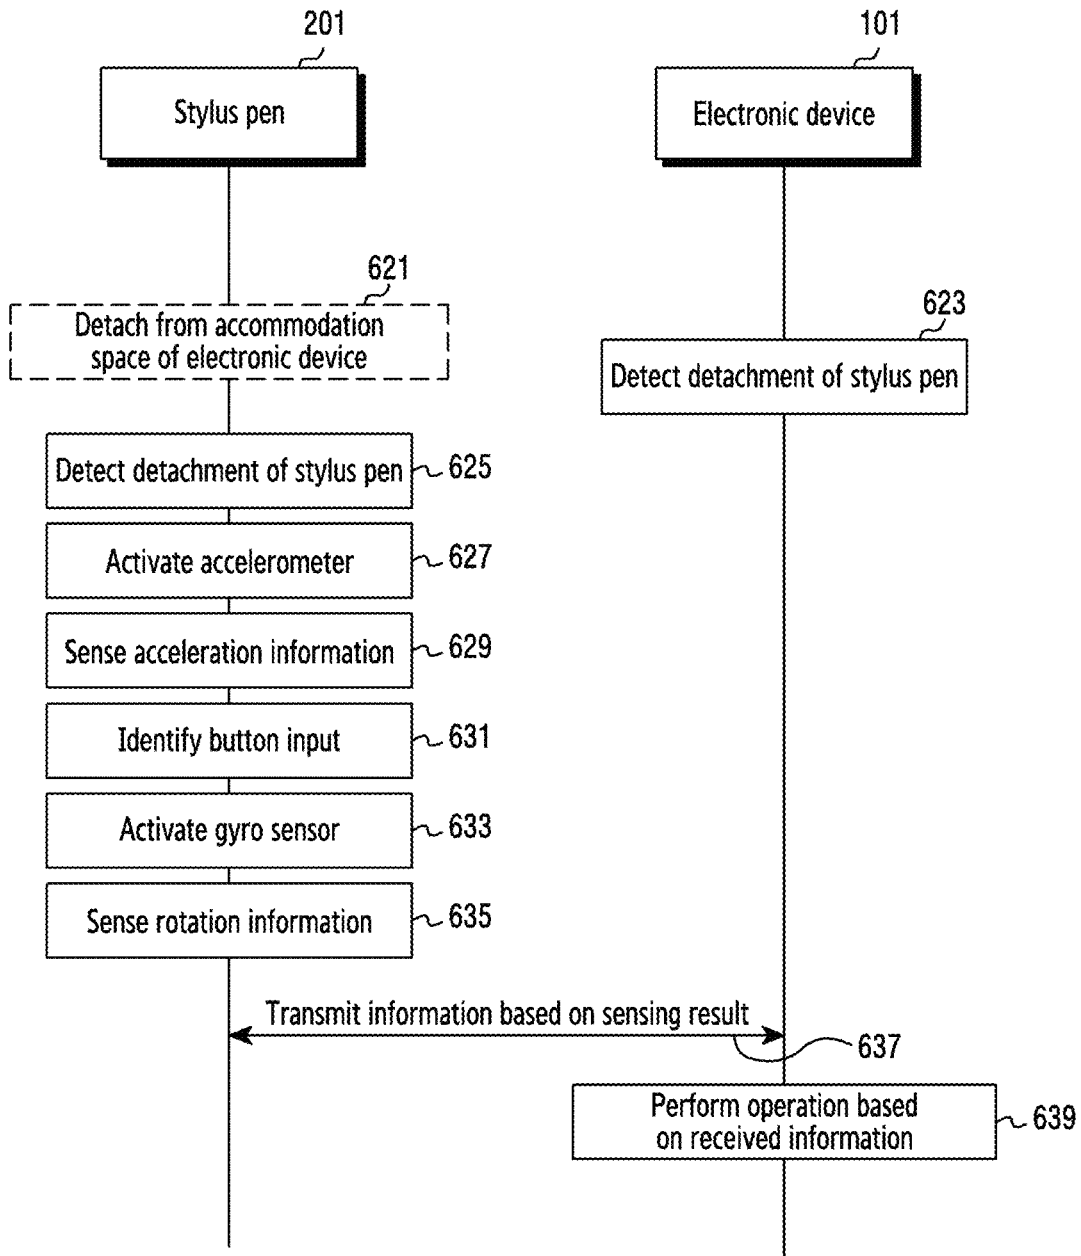 201
101
Stylus pen
Electronic device
621
Detach from accommodation
space of electronic device
623
Detect detachment of stylus pen
Detect detachment of stylus pen
625
Activate accelerometer
627
Sense acceleration information
629
Identify button input
631
Activate gyro sensor
633
Sense rotation information
635
Transmit information based on sensing result
637
Perform operation based
on received information
639